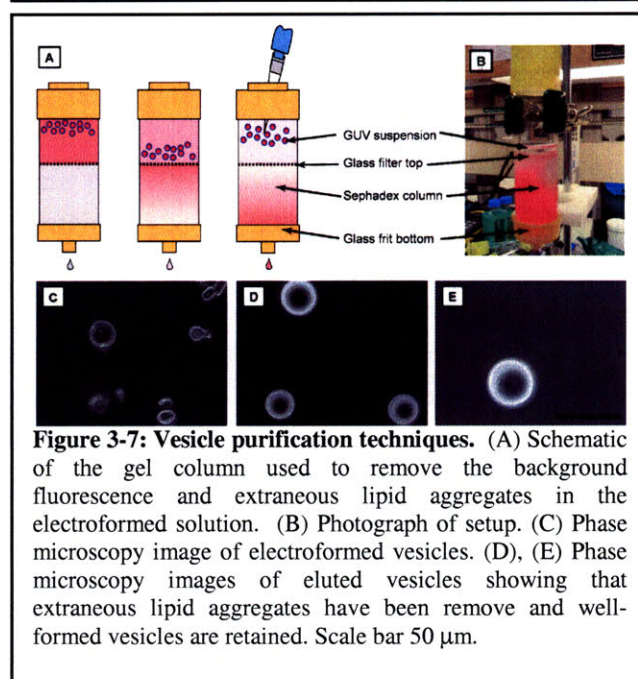 A
B
GUV suspension
Glass filter top
Sephadex column
Glass frit bottom
C
D
E
Figure 3-7: Vesicle purification techniques. (A) Schematic
of the gel column used to remove the background
fluorescence and extraneous lipid aggregates in the
electroformed solution. (B) Photograph of setup. (C) Phase
microscopy image of electroformed vesicles. (D), (E) Phase
microscopy images of eluted vesicles showing that
extraneous lipid aggregates have been remove and well-
formed vesicles are retained. Scale bar 50 μm.